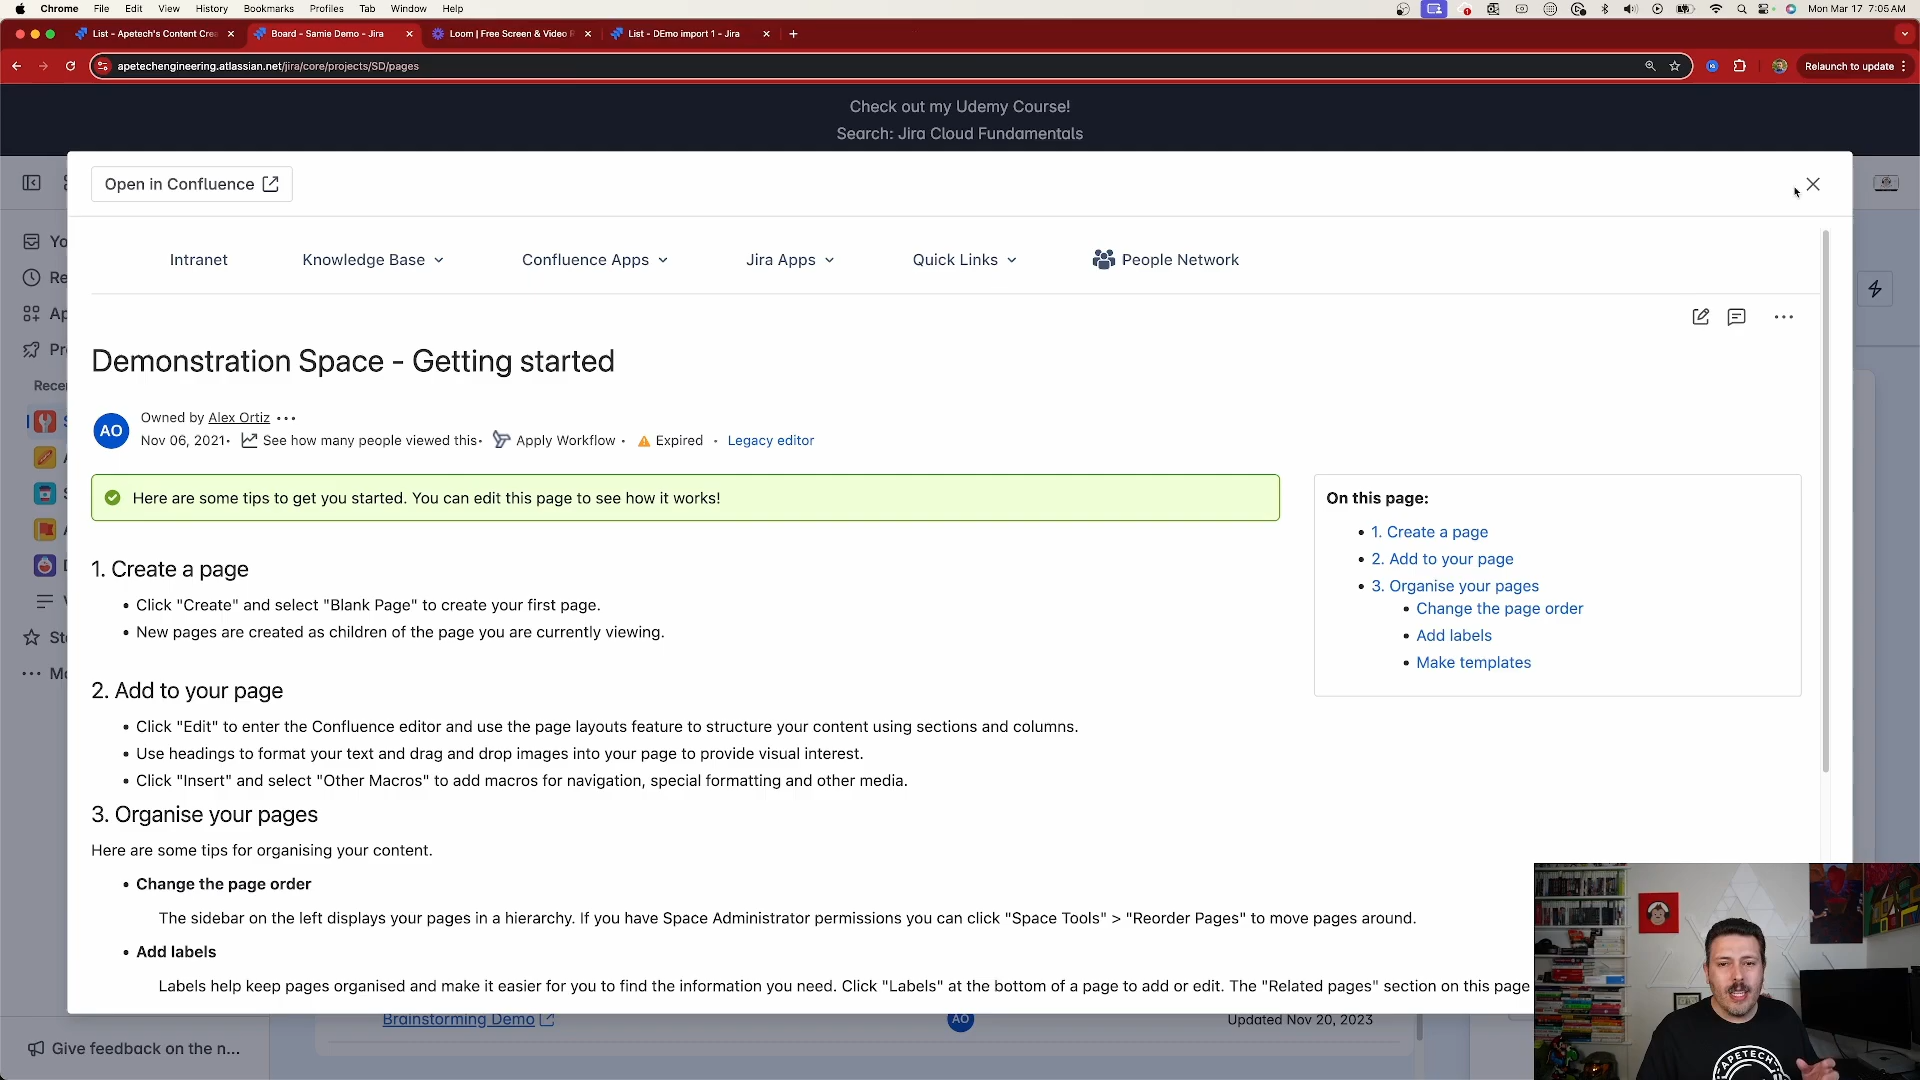 Chrome File Edit View History Bookmarks Profiles Tab Window Help Mon Mar 17 7:05 AM
List - Apetech's Content Crea Board - Samie Demo - Jira Loom | Free Screen & Video List - DEmo import 1 - Jira
apetechengineering.atlassian.net/jira/core/projects/SD/pages Relaunch to update
Check out my Udemy Course!
Search: Jira Cloud Fundamentals
Open in Confluence
Intranet Knowledge Base Confluence Apps Jira Apps Quick Links People Network
Demonstration Space - Getting started
AO
Owned by Alex Ortiz
Nov 06, 2021 • See how many people viewed this • Apply Workflow • Expired • Legacy editor
Here are some tips to get you started. You can edit this page to see how it works!
On this page:
• 1. Create a page
• 2. Add to your page
• 3. Organise your pages
• Change the page order
• Add labels
• Make templates
1. Create a page
• Click "Create" and select "Blank Page" to create your first page.
• New pages are created as children of the page you are currently viewing.
2. Add to your page
• Click "Edit" to enter the Confluence editor and use the page layouts feature to structure your content using sections and columns.
• Use headings to format your text and drag and drop images into your page to provide visual interest.
• Click "Insert" and select "Other Macros" to add macros for navigation, special formatting and other media.
3. Organise your pages
Here are some tips for organising your content.
• Change the page order
The sidebar on the left displays your pages in a hierarchy. If you have Space Administrator permissions you can click "Space Tools" > "Reorder Pages" to move pages around.
• Add labels
Labels help keep pages organised and make it easier for you to find the information you need. Click "Labels" at the bottom of a page to add or edit. The "Related pages" section on this page
Yo
Re
Ap
Pr
Recen
Brainstorming Demo AO Updated Nov 20, 2023
Give feedback on the n...
APETECH